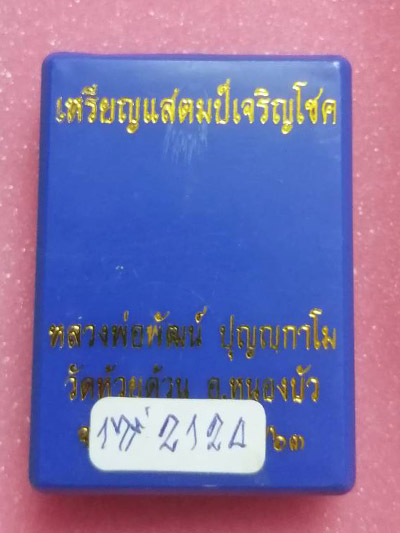 เหรียญแสตมป์เจริญโชค
หลวงพ่อพัฒน์ ปุญญกาโม
วัดห้วยด้วน อ.หนองบัว
๖๓
2120